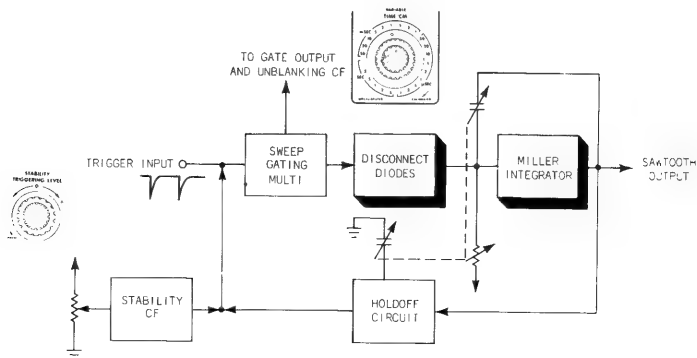 VARIABLE
TIME/CM
TO GATE OUTPUT
AND UNBLANKING CF
TRIGGER INPUT
SWEEP
GATING
MULTI
DISCONNECT
DIODES
MILLER
INTEGRATOR
SAWTOOTH
OUTPUT
STABILITY
TRIGGERING LEVEL
STABILITY
CF
HOLDOFF
CIRCUIT